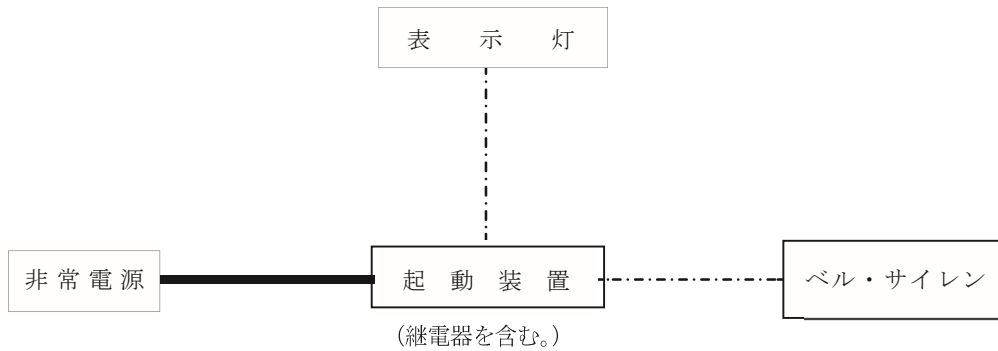 表示灯
非常電源
起動装置
ベル・サイレン
(継電器を含む。)